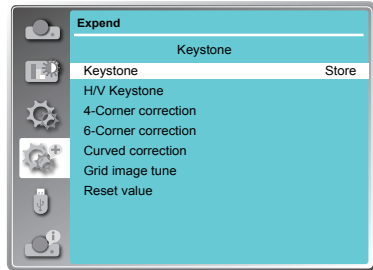 Expend
Keystone
Keystone Store
H/V Keystone
4-Corner correction
6-Corner correction
Curved correction
Grid image tune
Reset value